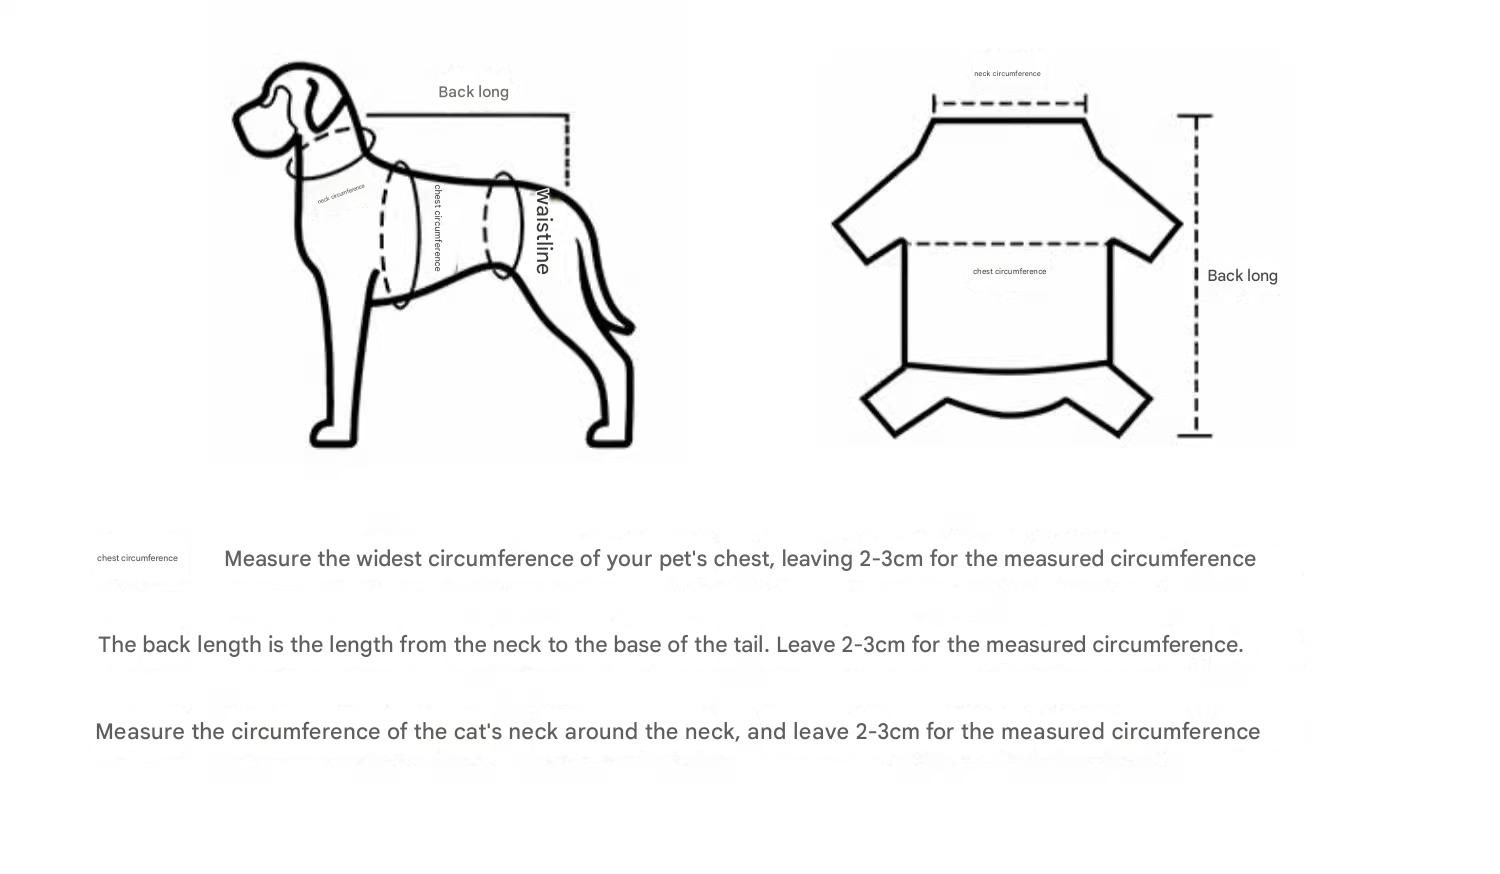 Back long
neck circumference
chest circumference
waistline
neck circumference
chest circumference
Back long
chest circumference Measure the widest circumference of your pet's chest, leaving 2-3cm for the measured circumference
The back length is the length from the neck to the base of the tail. Leave 2-3cm for the measured circumference.
Measure the circumference of the cat's neck around the neck, and leave 2-3cm for the measured circumference